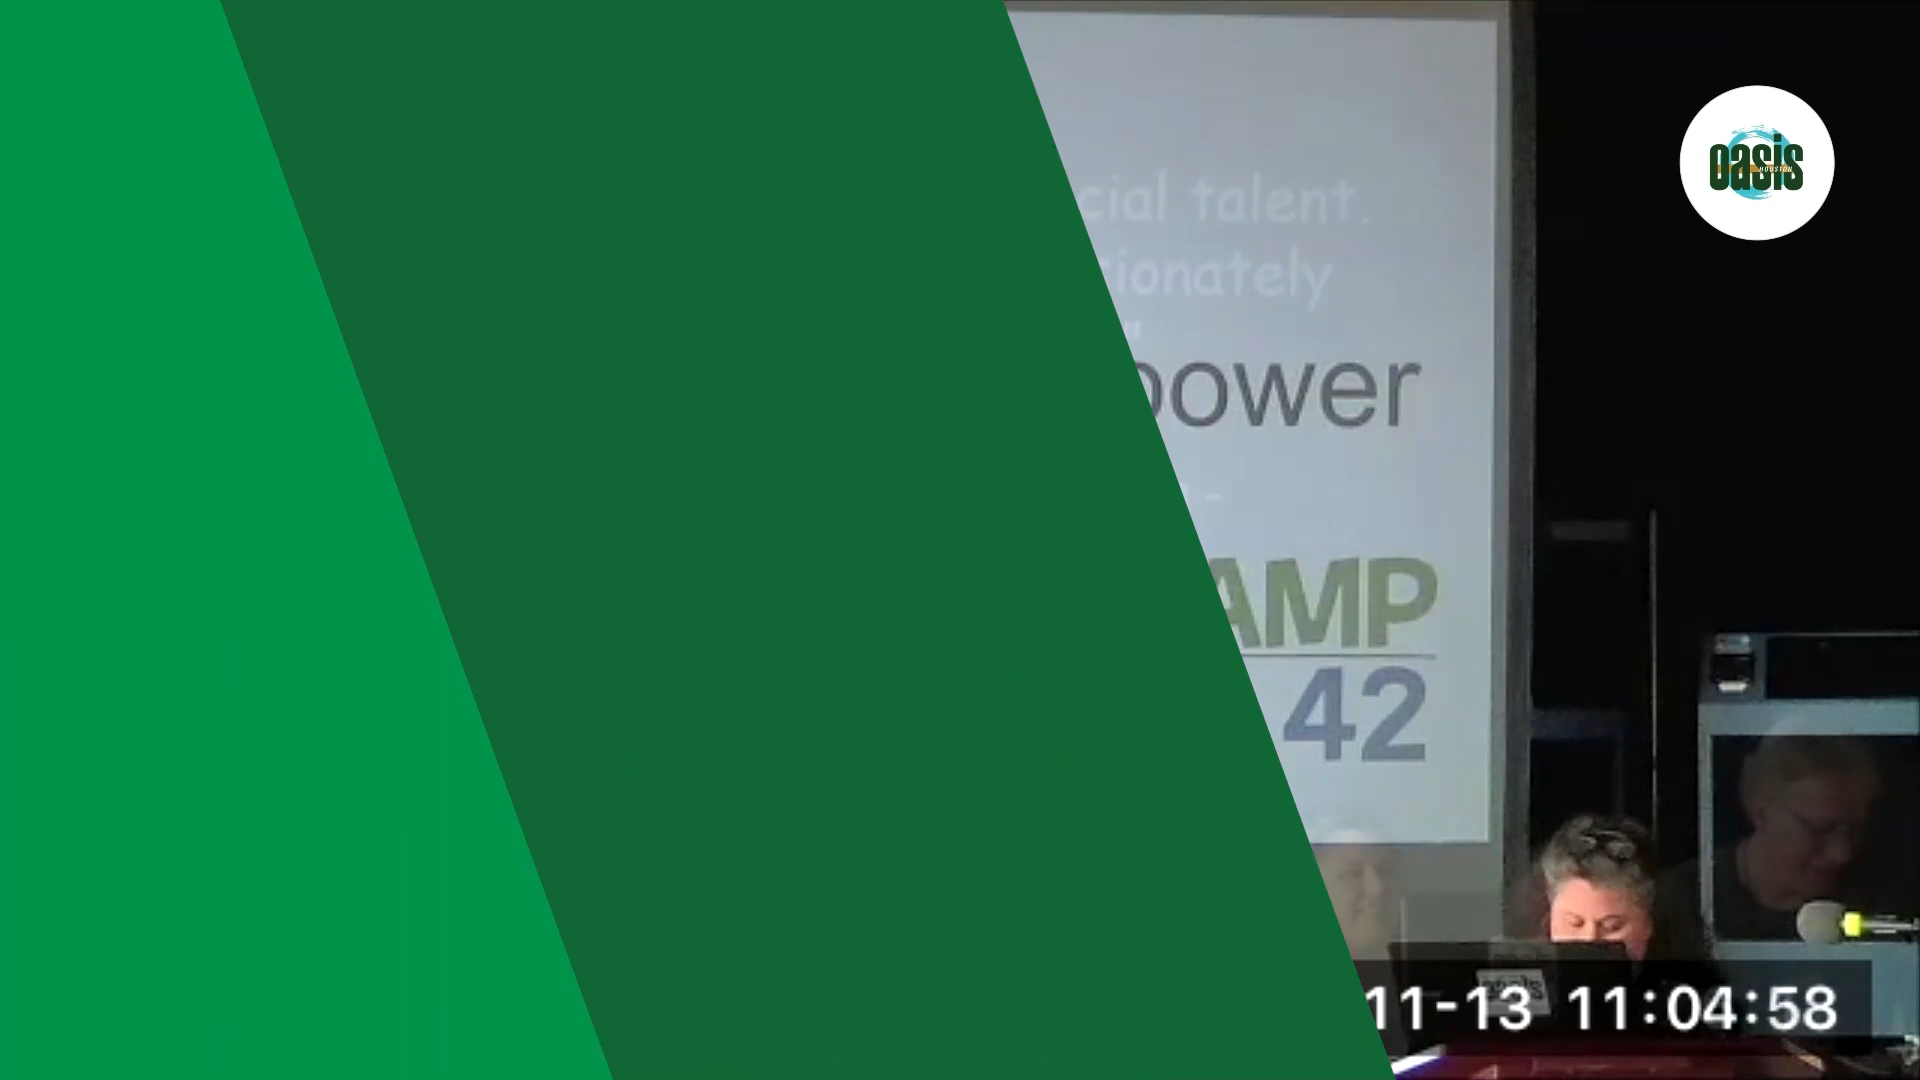 oasis
HOUSTON
cial talent.
ionately
power
AMP
42
11-13 11:04:58